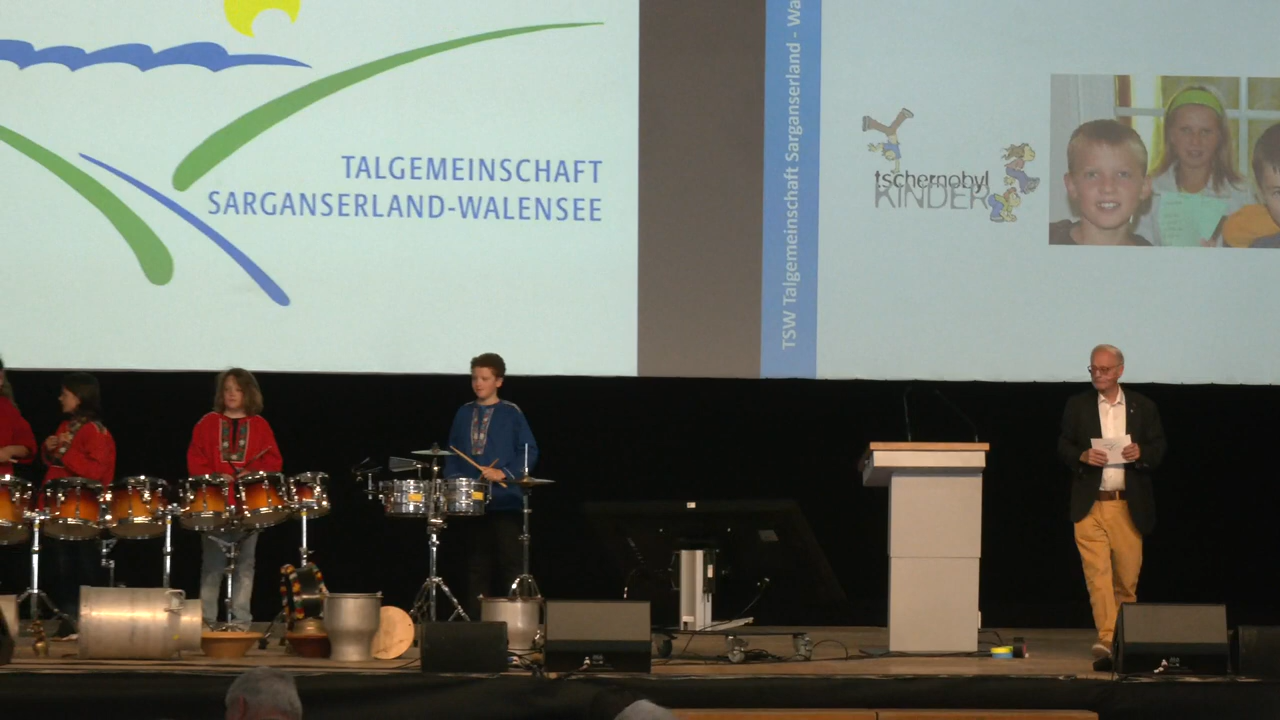 TALGEMEINSCHAFT
SARGANSERLAND-WALENSEE
TSW Talgemeinschaft Sarganserland - Wa
tschernobyl
KINDER